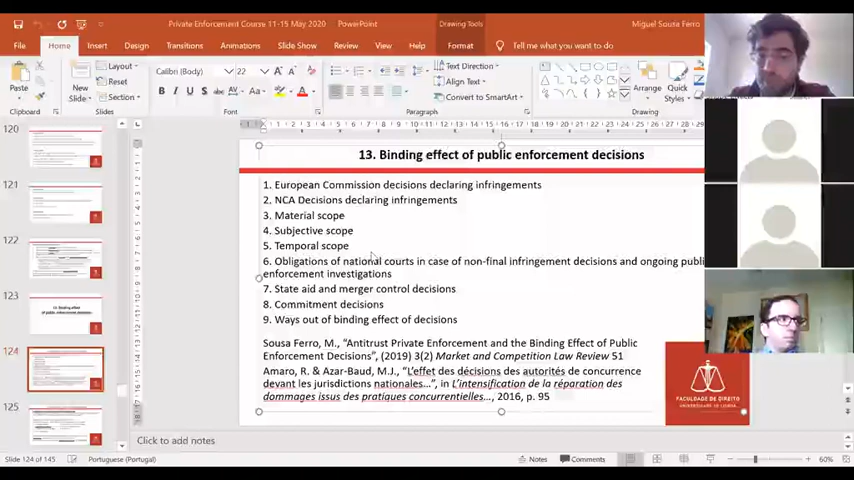 Private Enforcement Course 11-15 May 2020 - PowerPoint
Drawing Tools
Miguel Sousa Ferro
File Home Insert Design Transitions Animations Slide Show Review View Help Format Tell me what you want to do
Paste
Clipboard
New
Slide
Layout
Reset
Section
Slides
Calibri (Body) 22
Font
Paragraph
Text Direction
Align Text
Convert to SmartArt
Arrange
Quick
Styles
Drawing
120
121
122
123
124
125
13. Binding effect of public enforcement decisions
1. European Commission decisions declaring infringements
2. NCA Decisions declaring infringements
3. Material scope
4. Subjective scope
5. Temporal scope
6. Obligations of national courts in case of non-final infringement decisions and ongoing publi
enforcement investigations
7. State aid and merger control decisions
8. Commitment decisions
9. Ways out of binding effect of decisions
Sousa Ferro, M., "Antitrust Private Enforcement and the Binding Effect of Public
Enforcement Decisions", (2019) 3(2) Market and Competition Law Review 51
Amaro, R. & Azar-Baud, M.J., "L'effet des décisions des autorités de concurrence
devant les jurisdictions nationales...", in L'intensification de la réparation des
dommages issus des pratiques concurrentielles..., 2016, p. 95
FACULDADE DE DIREITO
UNIVERSIDADE DE LISBOA
Click to add notes
Slide 124 of 145 Portuguese (Portugal) Notes Comments 60%